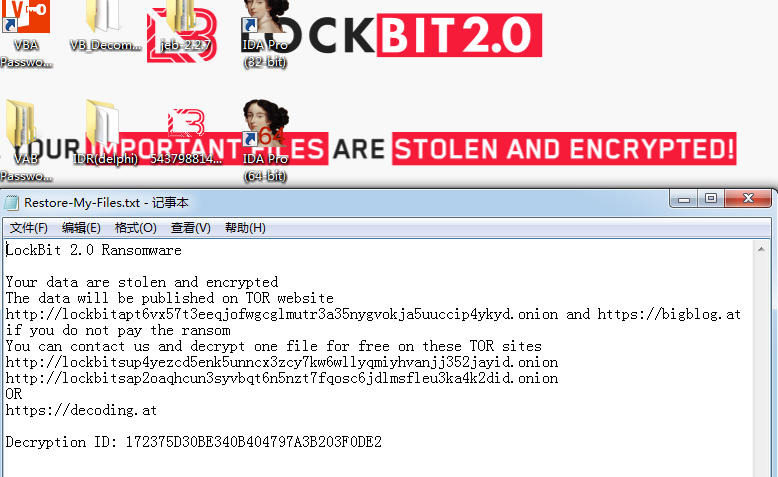 VBA
Passwo...
VB_Decom...
jeb-2.2.7
IDA Pro
(32-bit)
LOCKBIT 2.0
VAB
Passwo...
IDR(delphi)
543798814...
64
IDA Pro
(64-bit)
YOUR IMPORTANT FILES ARE STOLEN AND ENCRYPTED!
Restore-My-Files.txt - 记事本
文件(F) 编辑(E) 格式(O) 查看(V) 帮助(H)
LockBit 2.0 Ransomware
Your data are stolen and encrypted
The data will be published on TOR website
http://lockbitapt6vx57t3eeqjofwgcglmutr3a35nygvokja5uuccip4ykyd.onion and https://bigblog.at
if you do not pay the ransom
You can contact us and decrypt one file for free on these TOR sites
http://lockbitsup4yezcd5enk5unncx3zcy7kw6wllyqmiyhvanjj352jayid.onion
http://lockbitsap2oaqhcun3syvbqt6n5nzt7fqosc6jdlmsfleu3ka4k2did.onion
OR
https://decoding.at
Decryption ID: 172375D30BE340B404797A3B203F0DE2